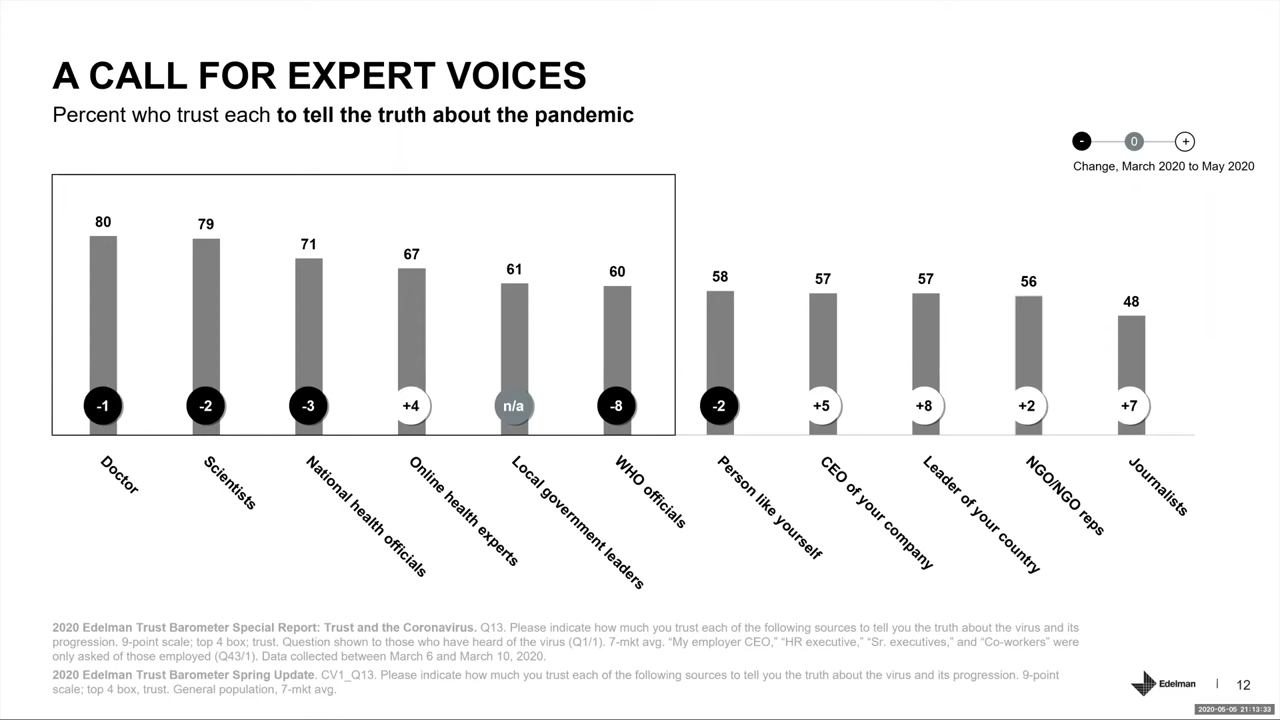 A CALL FOR EXPERT VOICES
Percent who trust each to tell the truth about the pandemic
- 0 +
Change, March 2020 to May 2020
80 79 71 67 61 60 58 57 57 56 48
-1 -2 -3 +4 n/a -8 -2 +5 +8 +2 +7
Doctor
Scientists
National health officials
Online health experts
Local government leaders
WHO officials
Person like yourself
CEO of your company
Leader of your country
NGO/NGO reps
Journalists
2020 Edelman Trust Barometer Special Report: Trust and the Coronavirus. Q13. Please indicate how much you trust each of the following sources to tell you the truth about the virus and its
progression. 9-point scale; top 4 box; trust. Question shown to those who have heard of the virus (Q1/1). 7-mkt avg. “My employer CEO,” “HR executive,” “Sr. executives,” and “Co-workers” were
only asked of those employed (Q43/1). Data collected between March 6 and March 10, 2020.
2020 Edelman Trust Barometer Spring Update. CV1_Q13. Please indicate how much you trust each of the following sources to tell you the truth about the virus and its progression. 9-point
scale; top 4 box, trust. General population, 7-mkt avg.
Edelman | 12
2020-05-05 21:13:33